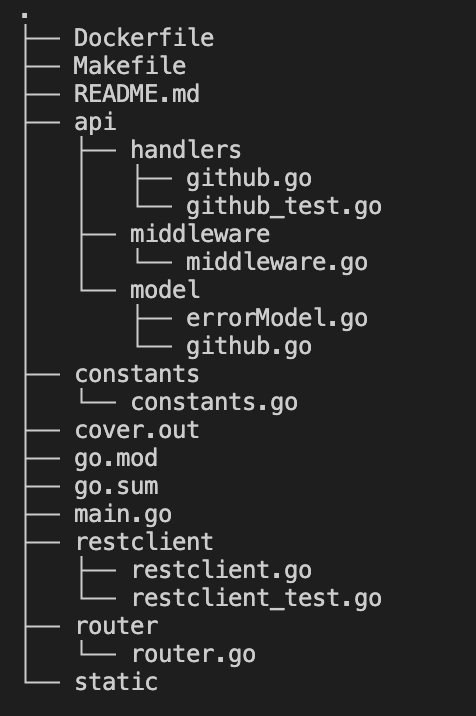 .
├── Dockerfile
├── Makefile
├── README.md
├── api
│   ├── handlers
│   │   ├── github.go
│   │   └── github_test.go
│   ├── middleware
│   │   └── middleware.go
│   └── model
│       ├── errorModel.go
│       └── github.go
├── constants
│   └── constants.go
├── cover.out
├── go.mod
├── go.sum
├── main.go
├── restclient
│   ├── restclient.go
│   └── restclient_test.go
├── router
│   └── router.go
└── static